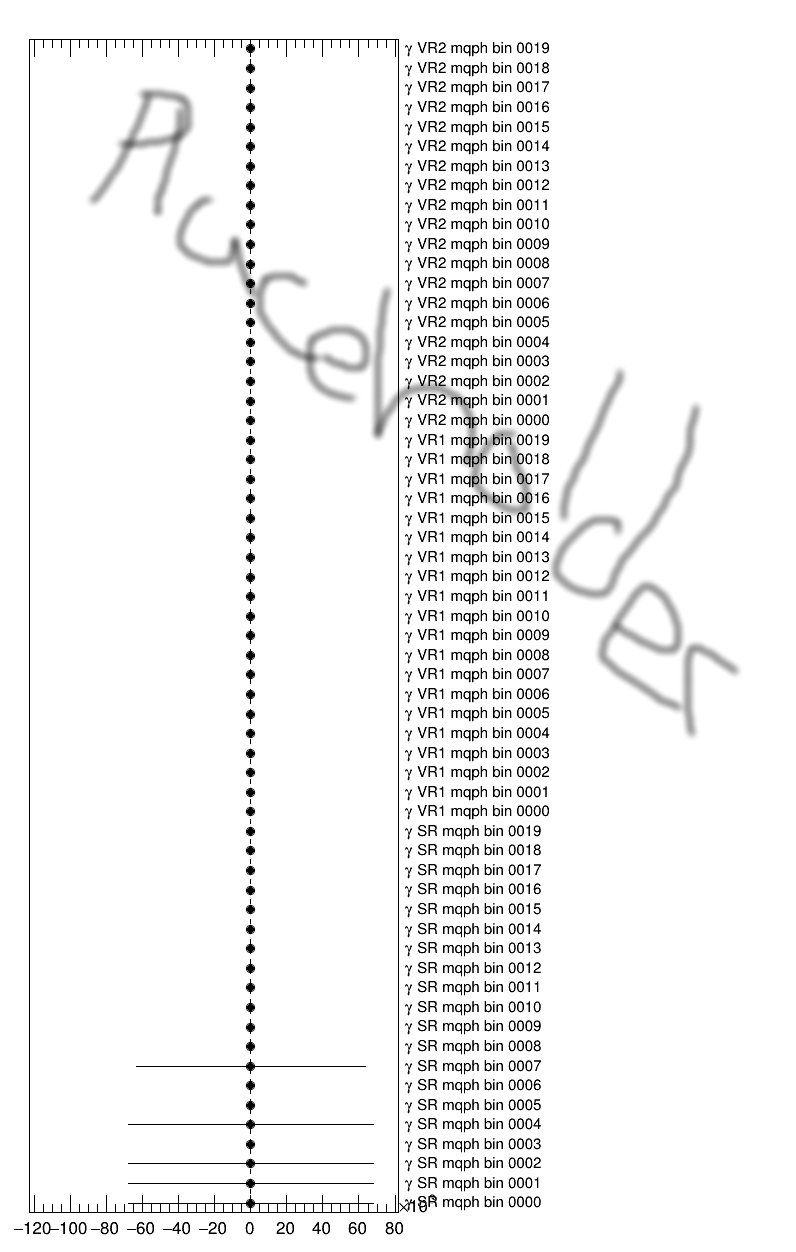 γ VR2 mqph bin 0019
γ VR2 mqph bin 0018
γ VR2 mqph bin 0017
γ VR2 mqph bin 0016
γ VR2 mqph bin 0015
γ VR2 mqph bin 0014
γ VR2 mqph bin 0013
γ VR2 mqph bin 0012
γ VR2 mqph bin 0011
γ VR2 mqph bin 0010
γ VR2 mqph bin 0009
γ VR2 mqph bin 0008
γ VR2 mqph bin 0007
γ VR2 mqph bin 0006
γ VR2 mqph bin 0005
γ VR2 mqph bin 0004
γ VR2 mqph bin 0003
γ VR2 mqph bin 0002
γ VR2 mqph bin 0001
γ VR2 mqph bin 0000
γ VR1 mqph bin 0019
γ VR1 mqph bin 0018
γ VR1 mqph bin 0017
γ VR1 mqph bin 0016
γ VR1 mqph bin 0015
γ VR1 mqph bin 0014
γ VR1 mqph bin 0013
γ VR1 mqph bin 0012
γ VR1 mqph bin 0011
γ VR1 mqph bin 0010
γ VR1 mqph bin 0009
γ VR1 mqph bin 0008
γ VR1 mqph bin 0007
γ VR1 mqph bin 0006
γ VR1 mqph bin 0005
γ VR1 mqph bin 0004
γ VR1 mqph bin 0003
γ VR1 mqph bin 0002
γ VR1 mqph bin 0001
γ VR1 mqph bin 0000
γ SR mqph bin 0019
γ SR mqph bin 0018
γ SR mqph bin 0017
γ SR mqph bin 0016
γ SR mqph bin 0015
γ SR mqph bin 0014
γ SR mqph bin 0013
γ SR mqph bin 0012
γ SR mqph bin 0011
γ SR mqph bin 0010
γ SR mqph bin 0009
γ SR mqph bin 0008
γ SR mqph bin 0007
γ SR mqph bin 0006
γ SR mqph bin 0005
γ SR mqph bin 0004
γ SR mqph bin 0003
γ SR mqph bin 0002
γ SR mqph bin 0001
γ SR mqph bin 0000
×10³
−120 −100 −80 −60 −40 −20 0 20 40 60 80